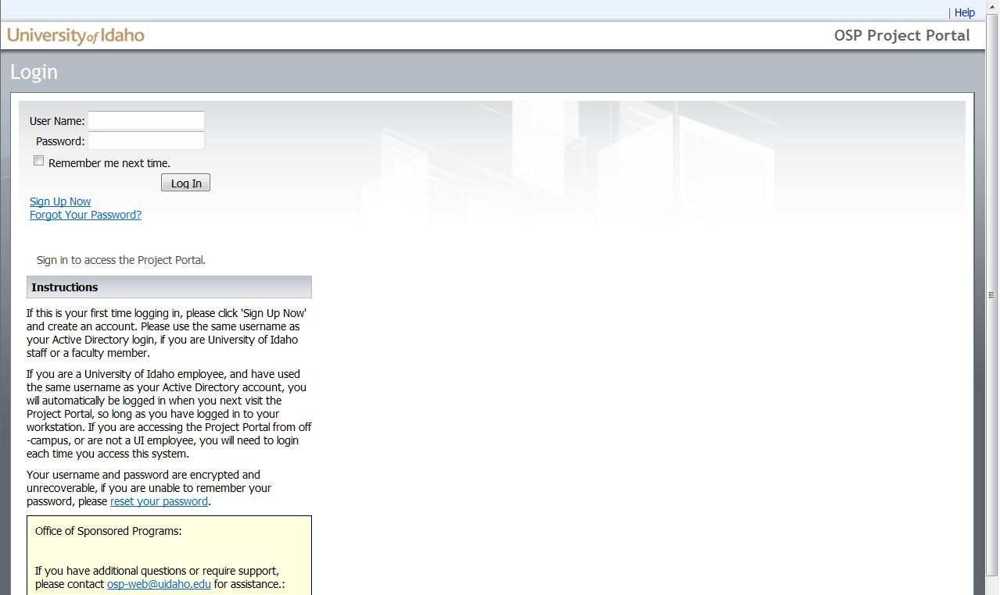 | Help
University of Idaho
OSP Project Portal
Login
User Name:
Password:
Remember me next time.
Log In
Sign Up Now
Forgot Your Password?
Sign in to access the Project Portal.
Instructions
If this is your first time logging in, please click 'Sign Up Now'
and create an account. Please use the same username as
your Active Directory login, if you are University of Idaho
staff or a faculty member.
If you are a University of Idaho employee, and have used
the same username as your Active Directory account, you
will automatically be logged in when you next visit the
Project Portal, so long as you have logged in to your
workstation. If you are accessing the Project Portal from off
-campus, or are not a UI employee, you will need to login
each time you access this system.
Your username and password are encrypted and
unrecoverable, if you are unable to remember your
password, please reset your password.
Office of Sponsored Programs:
If you have additional questions or require support,
please contact osp-web@uidaho.edu for assistance.: